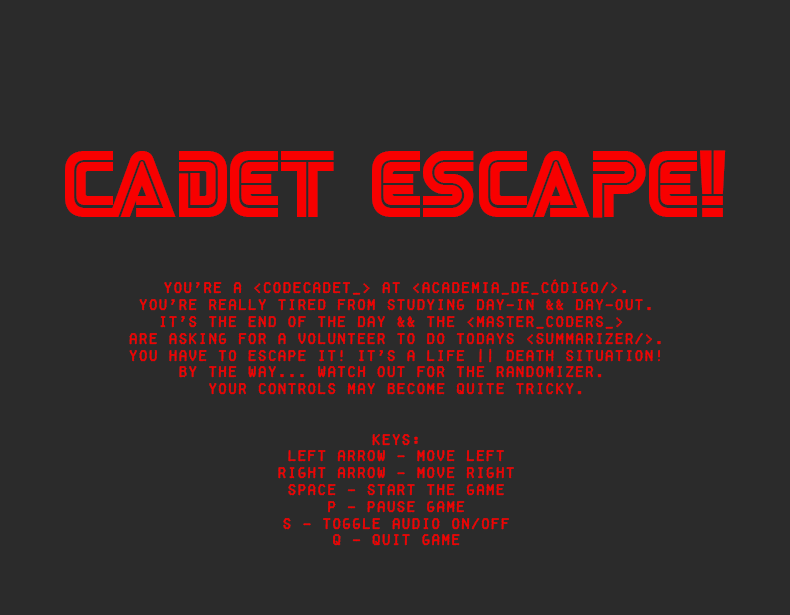 CADET ESCAPE!!
YOU'RE A <CODECADET_> AT <ACADEMIA_DE_CÓDIGO/>.
YOU'RE REALLY TIRED FROM STUDYING DAY-IN && DAY-OUT.
IT'S THE END OF THE DAY && THE <MASTER_CODERS_>
ARE ASKING FOR A VOLUNTEER TO DO TODAYS <SUMMARIZER/>.
YOU HAVE TO ESCAPE IT! IT'S A LIFE || DEATH SITUATION!
BY THE WAY... WATCH OUT FOR THE RANDOMIZER.
YOUR CONTROLS MAY BECOME QUITE TRICKY.
KEYS:
LEFT ARROW - MOVE LEFT
RIGHT ARROW - MOVE RIGHT
SPACE - START THE GAME
P - PAUSE GAME
S - TOGGLE AUDIO ON/OFF
Q - QUIT GAME